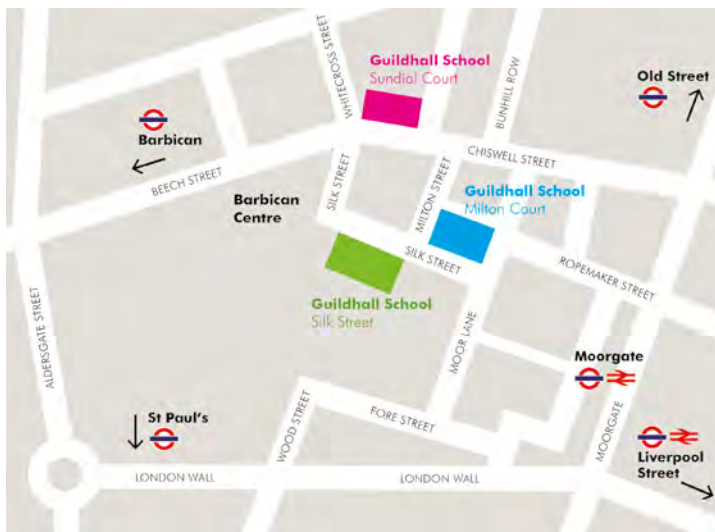 WHITECROSS STREET
Guildhall School
Sundial Court
BUNHILL ROW
Old Street
Barbican
BEECH STREET
CHISWELL STREET
SILK STREET
MILTON STREET
Barbican
Centre
Guildhall School
Milton Court
SILK STREET
ROPEMAKER STREET
Guildhall School
Silk Street
ALDERSGATE STREET
MOOR LANE
Moorgate
St Paul's
WOOD STREET
FORE STREET
MOORGATE
Liverpool
Street
LONDON WALL
LONDON WALL